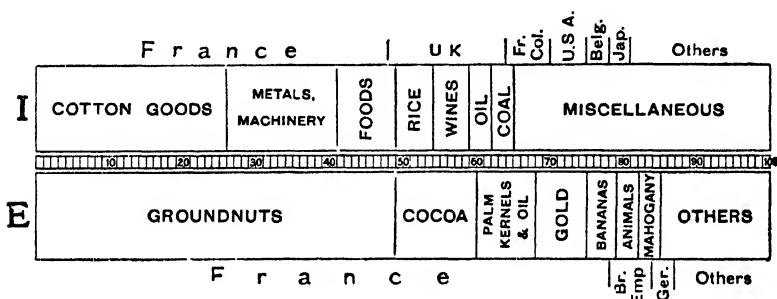 France UK Fr. Col. U.S.A. Belg. Jap. Others
I COTTON GOODS METALS, MACHINERY FOODS RICE WINES OIL COAL MISCELLANEOUS
10 20 30 40 50 60 70 80 90 100
E GROUNDNUTS COCOA PALM KERNELS & OIL GOLD BANANAS ANIMALS MAHOGANY OTHERS
France Br. Emp Ger. Others